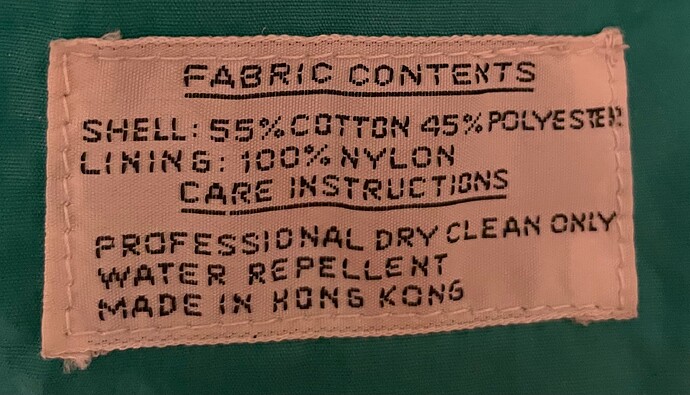 FABRIC CONTENTS
SHELL: 55% COTTON 45% POLYESTER
LINING: 100% NYLON
CARE INSTRUCTIONS
PROFESSIONAL DRY CLEAN ONLY
WATER REPELLENT
MADE IN HONG KONG